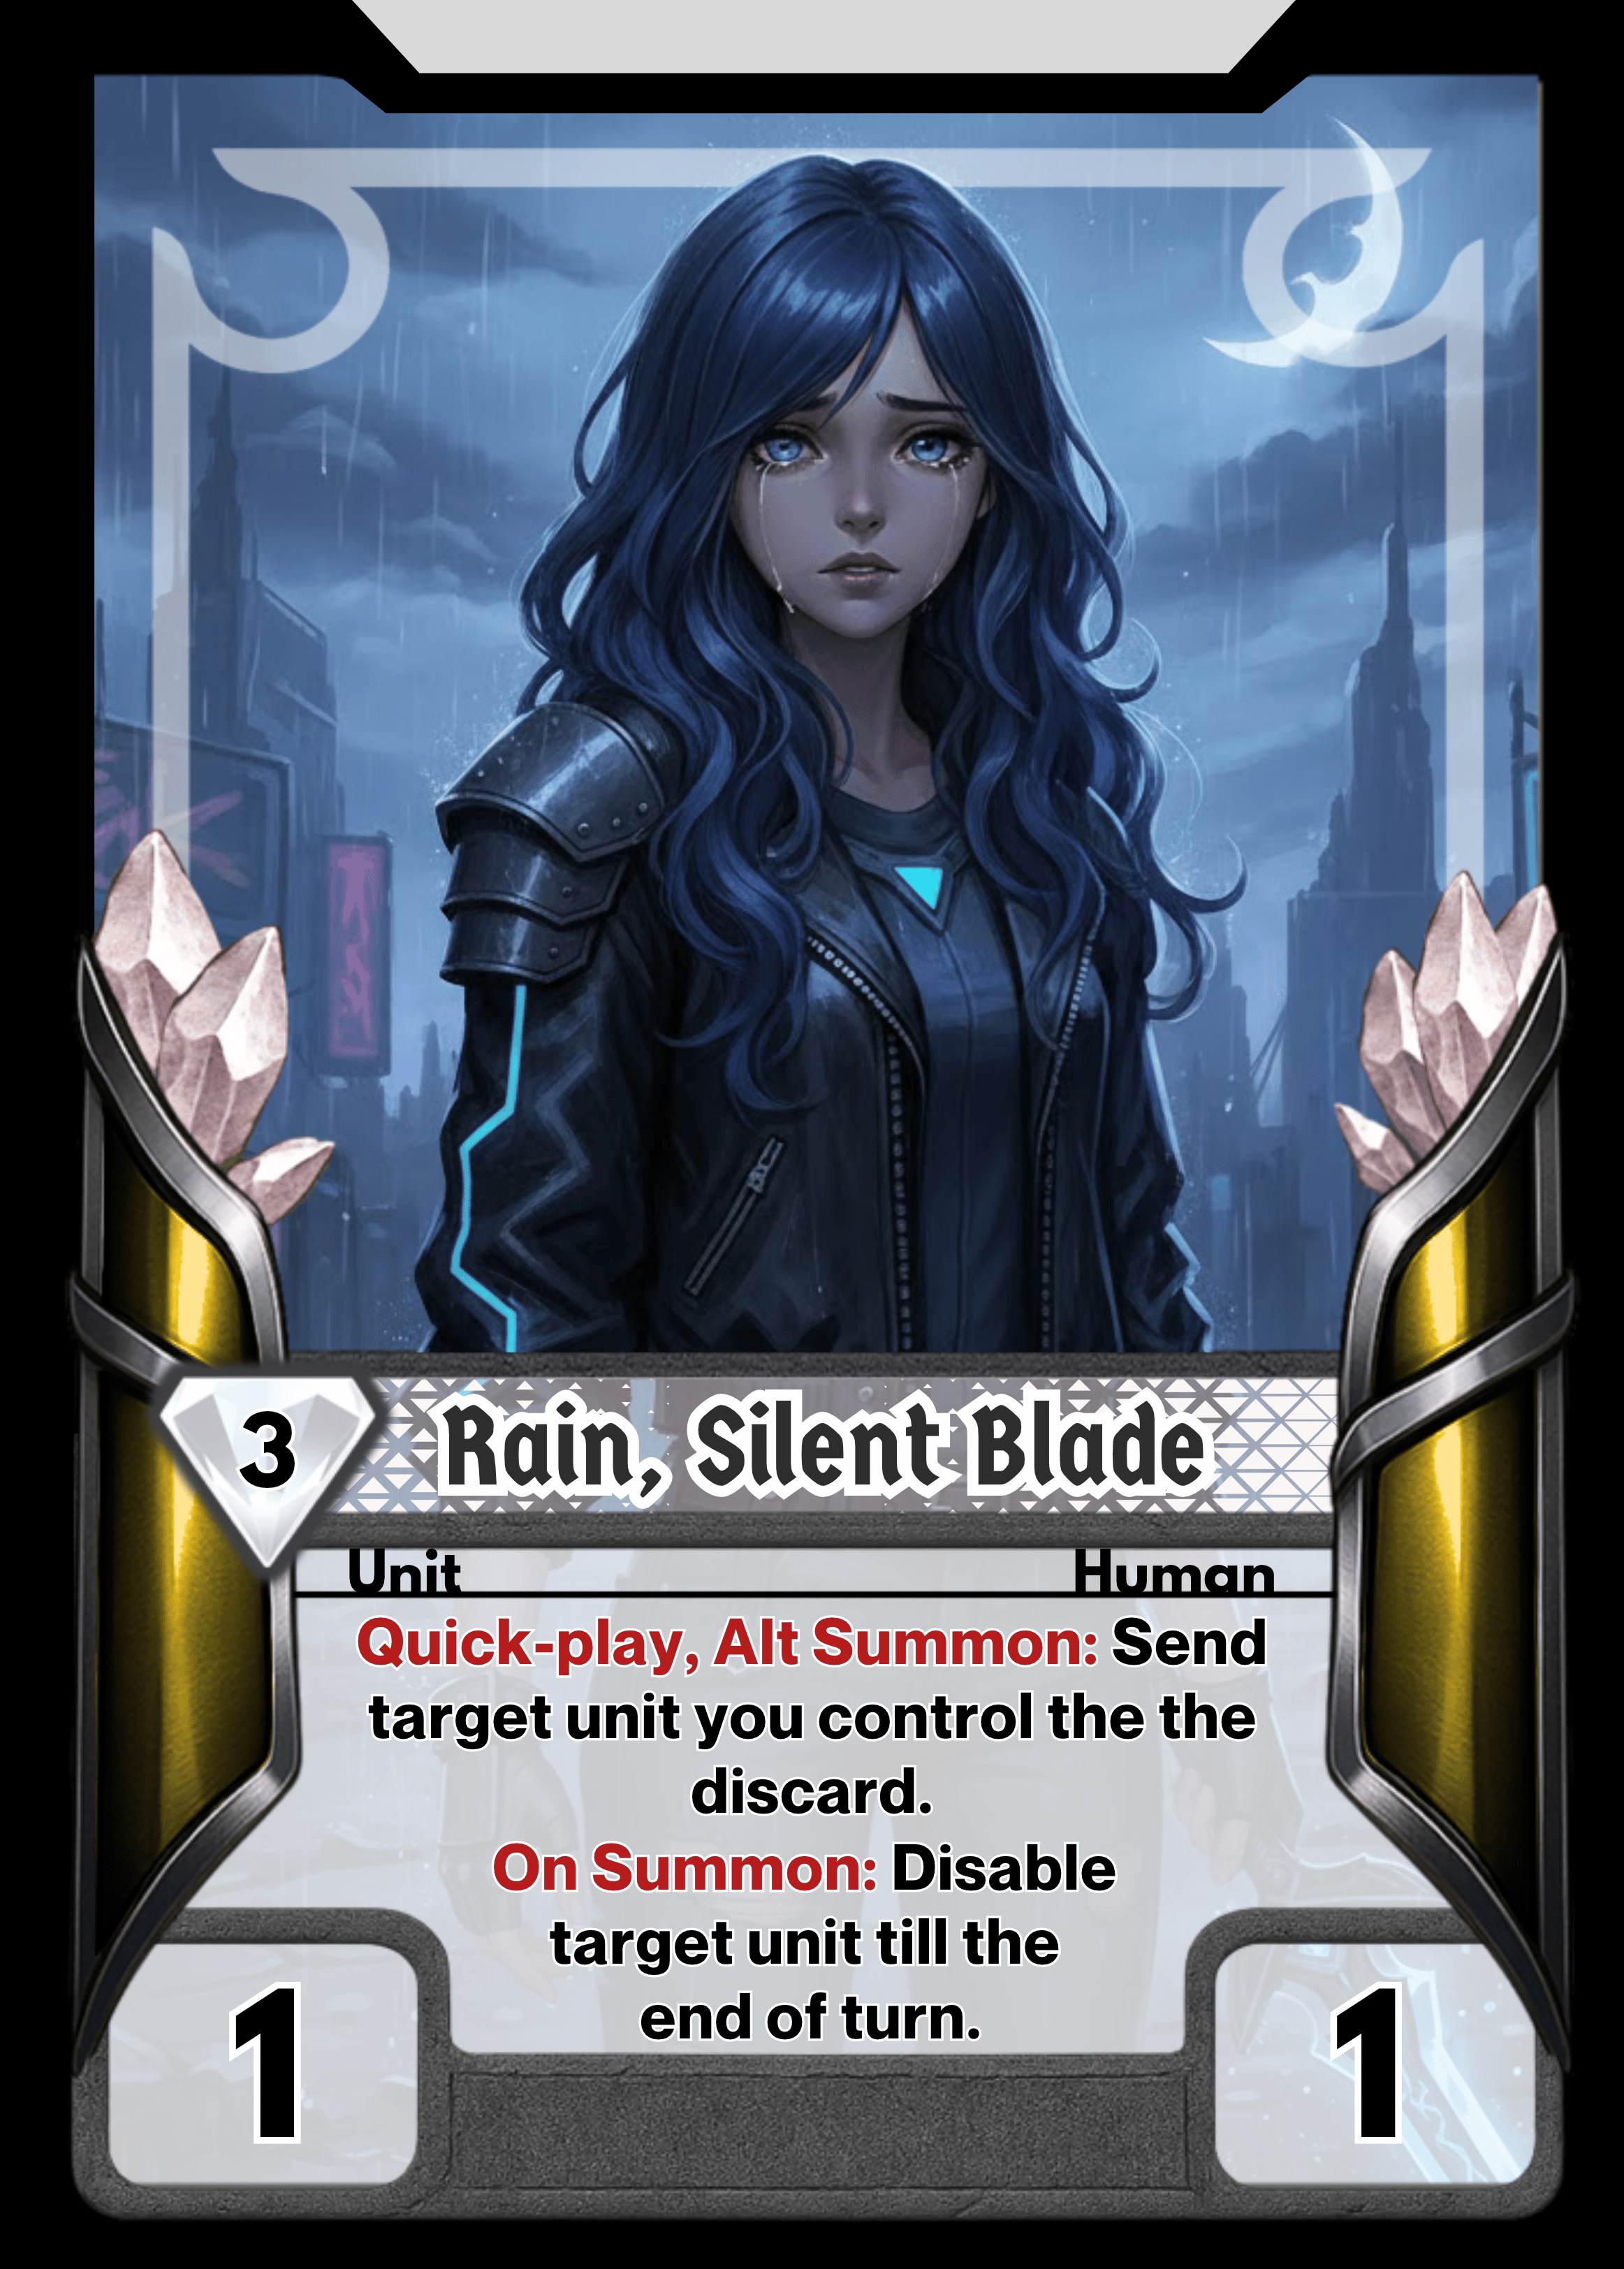 3
Rain, Silent Blade
Unit Human
Quick-play, Alt Summon: Send
target unit you control the the
discard.
On Summon: Disable
target unit till the
end of turn.
1 1